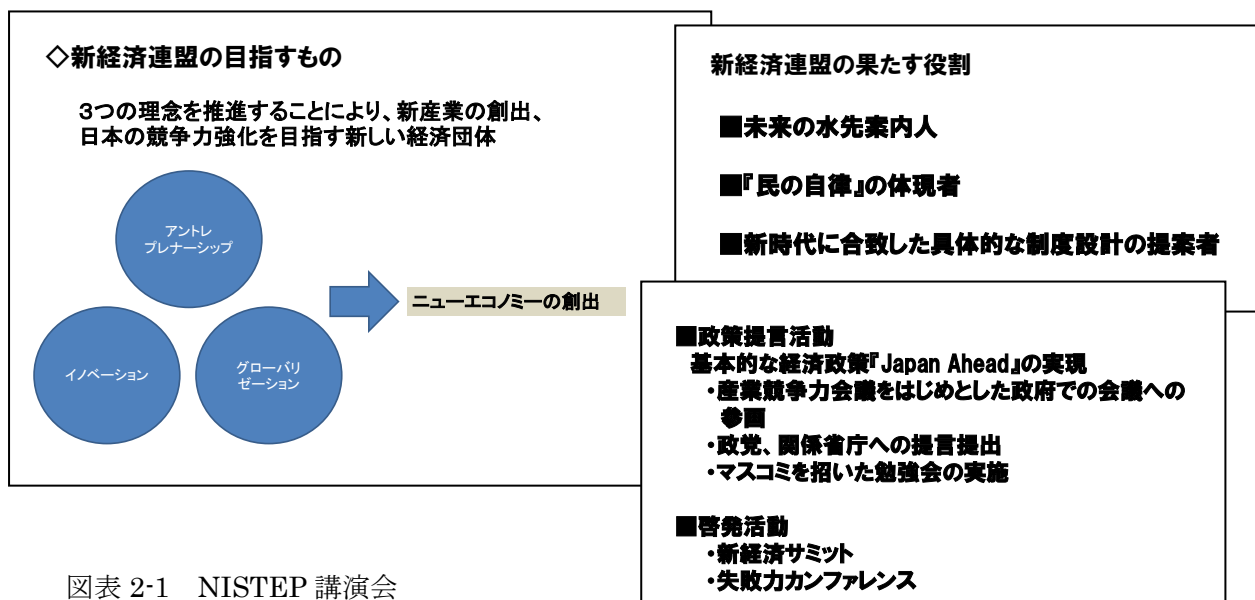 ◇新経済連盟の目指すもの
3つの理念を推進することにより、新産業の創出、
日本の競争力強化を目指す新しい経済団体
アントレ
プレナーシップ
イノベーション
グローバリ
ゼーション
ニューエコノミーの創出
新経済連盟の果たす役割
■未来の水先案内人
■『民の自律』の体現者
■新時代に合致した具体的な制度設計の提案者
■政策提言活動
基本的な経済政策『Japan Ahead』の実現
・産業競争力会議をはじめとした政府での会議への
参画
・政党、関係省庁への提言提出
・マスコミを招いた勉強会の実施
■啓発活動
・新経済サミット
・失敗力カンファレンス
図表 2-1 NISTEP 講演会